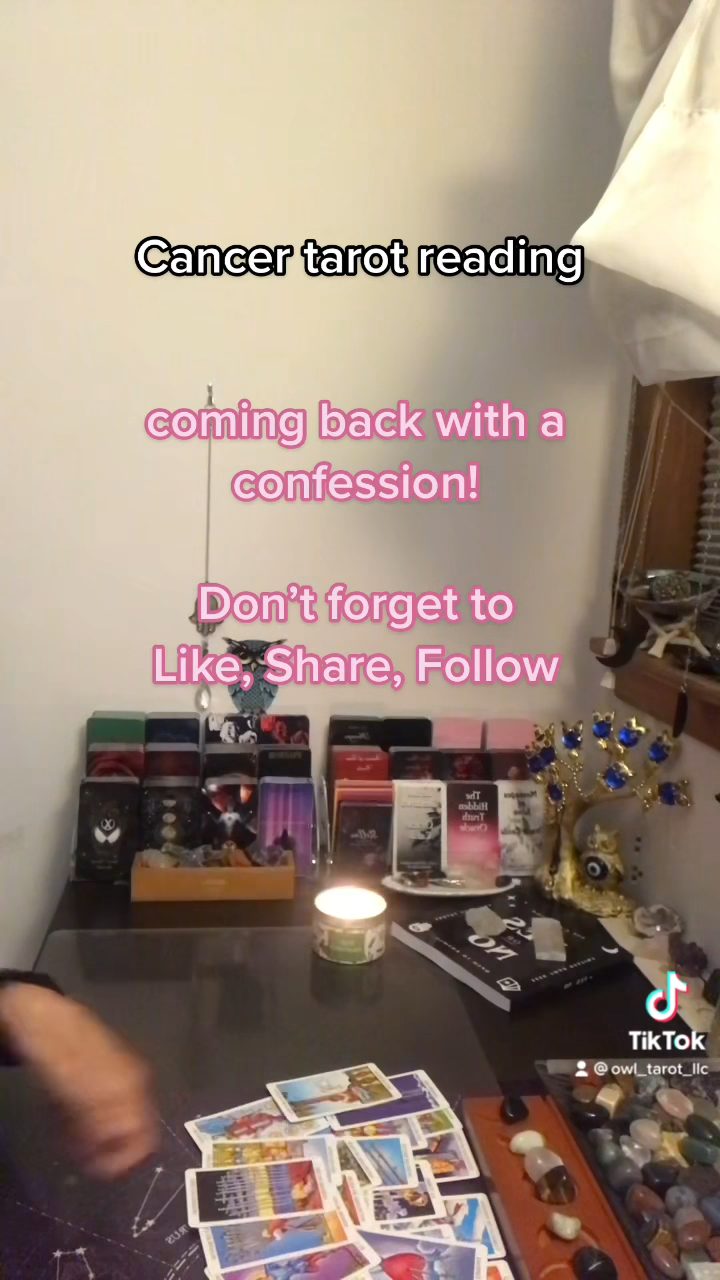 Cancer tarot reading
coming back with a
confession!
Don't forget to
Like, Share, Follow
The
Hidden
Truth
Oracle
NO
TikTok
@owl_tarot_llc